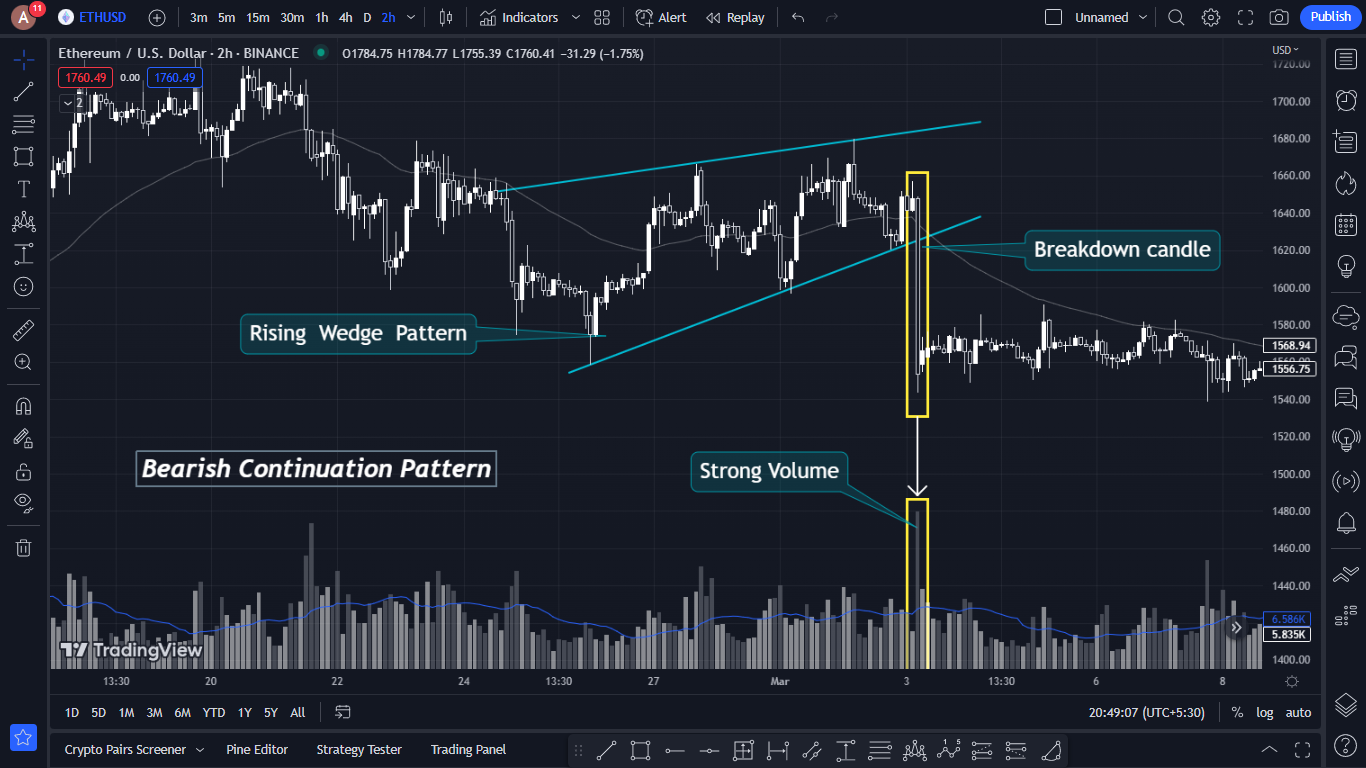 A 11 ETHUSD 3m 5m 15m 30m 1h 4h D 2h Indicators Alert Replay Unnamed Publish
Ethereum / U.S. Dollar · 2h · BINANCE O1784.75 H1784.77 L1755.39 C1760.41 −31.29 (−1.75%)
USD
1720.00
1760.49 0.00 1760.49
2
1700.00
1680.00
1660.00
1640.00
Breakdown candle
1620.00
1600.00
Rising Wedge Pattern
1580.00
1568.94
1560.00
1556.75
1540.00
1520.00
1500.00
Bearish Continuation Pattern
Strong Volume
1480.00
1460.00
1440.00
6.586K
5.835K
TradingView
1400.00
13:30 20 22 24 13:30 27 Mar 3 13:30 6 8
1D 5D 1M 3M 6M YTD 1Y 5Y All 20:49:07 (UTC+5:30) % log auto
Crypto Pairs Screener Pine Editor Strategy Tester Trading Panel